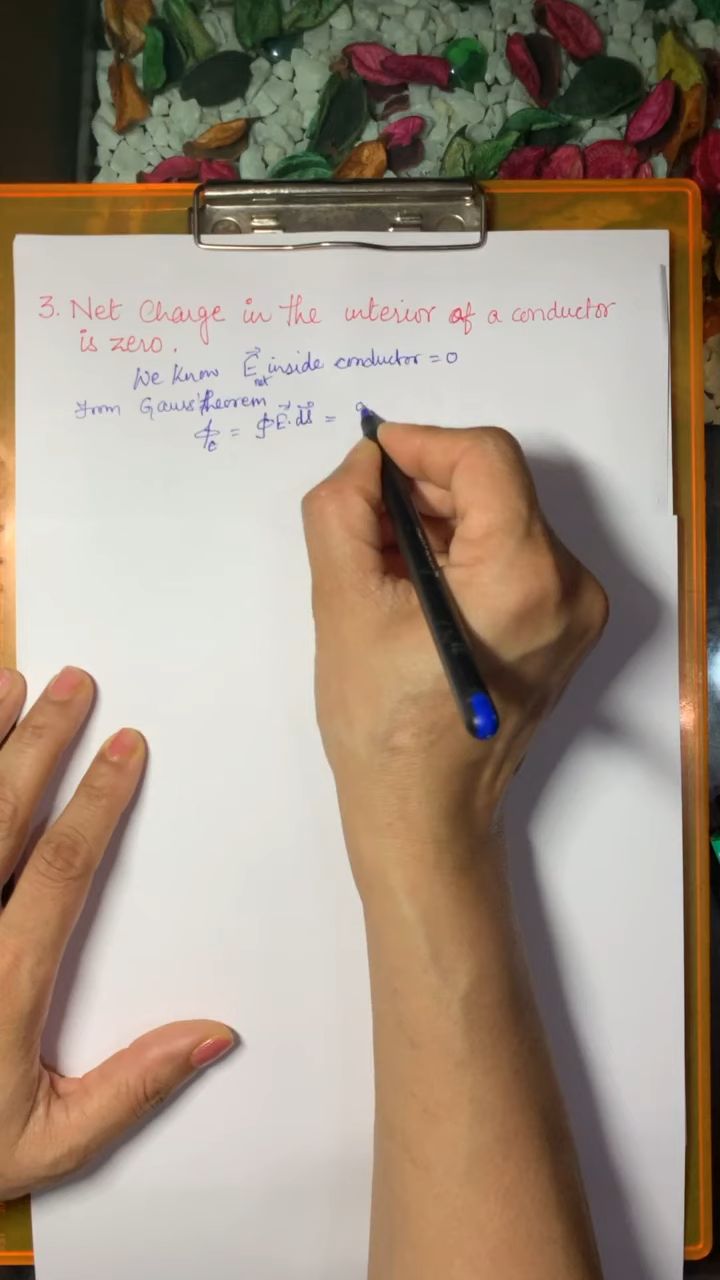 3. Net Charge in the interior of a conductor
is zero.
We know E⃗net inside conductor = 0
From Gauss' theorem
ϕe = ∮E⃗.ds⃗ =